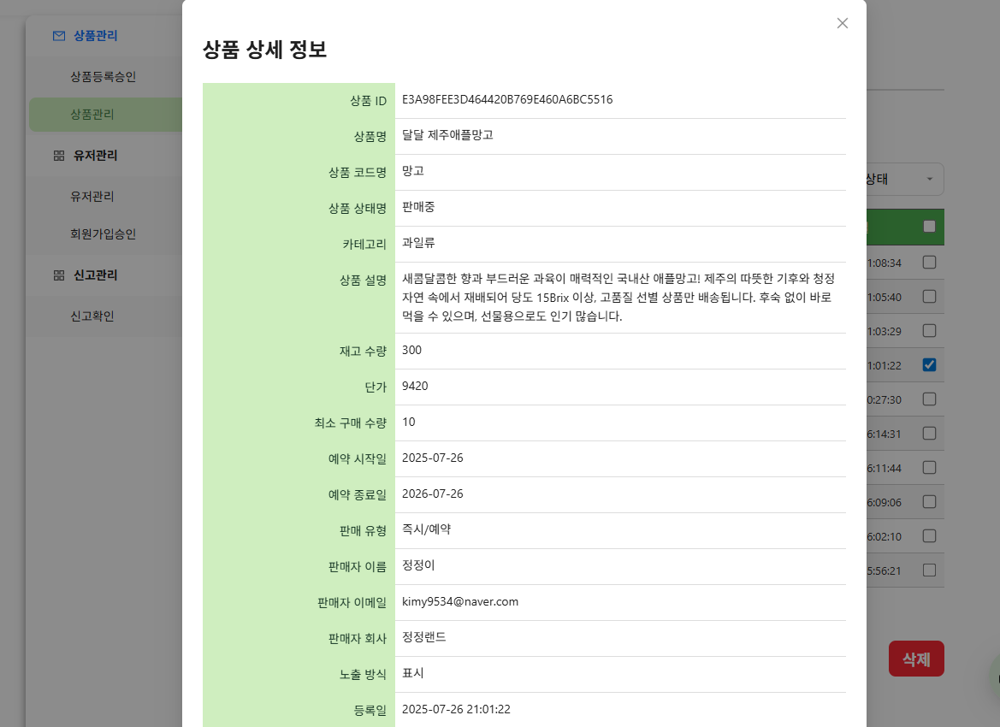 상품관리
상품등록승인
상품관리
유저관리
유저관리
회원가입승인
신고관리
신고확인
상품 상세 정보
상품 ID E3A98FEE3D464420B769E460A6BC5516
상품명 달달 제주애플망고
상품 코드명 망고
상품 상태명 판매중
카테고리 과일류
상품 설명 새콤달콤한 향과 부드러운 과육이 매력적인 국내산 애플망고! 제주의 따뜻한 기후와 청정
자연 속에서 재배되어 당도 15Brix 이상, 고품질 선별 상품만 배송됩니다. 후숙 없이 바로
먹을 수 있으며, 선물용으로도 인기 많습니다.
재고 수량 300
단가 9420
최소 구매 수량 10
예약 시작일 2025-07-26
예약 종료일 2026-07-26
판매 유형 즉시/예약
판매자 이름 정정이
판매자 이메일 kimy9534@naver.com
판매자 회사 정정랜드
노출 방식 표시
등록일 2025-07-26 21:01:22
상태
1:08:34
1:05:40
1:03:29
1:01:22
0:27:30
6:14:31
6:11:44
6:09:06
6:02:10
5:56:21
삭제